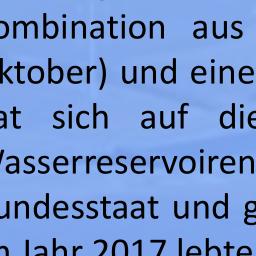 ombination aus
ktober) und eine
at sich auf die
Wasserreservoiren
undesstaat und g
n Jahr 2017 lebte